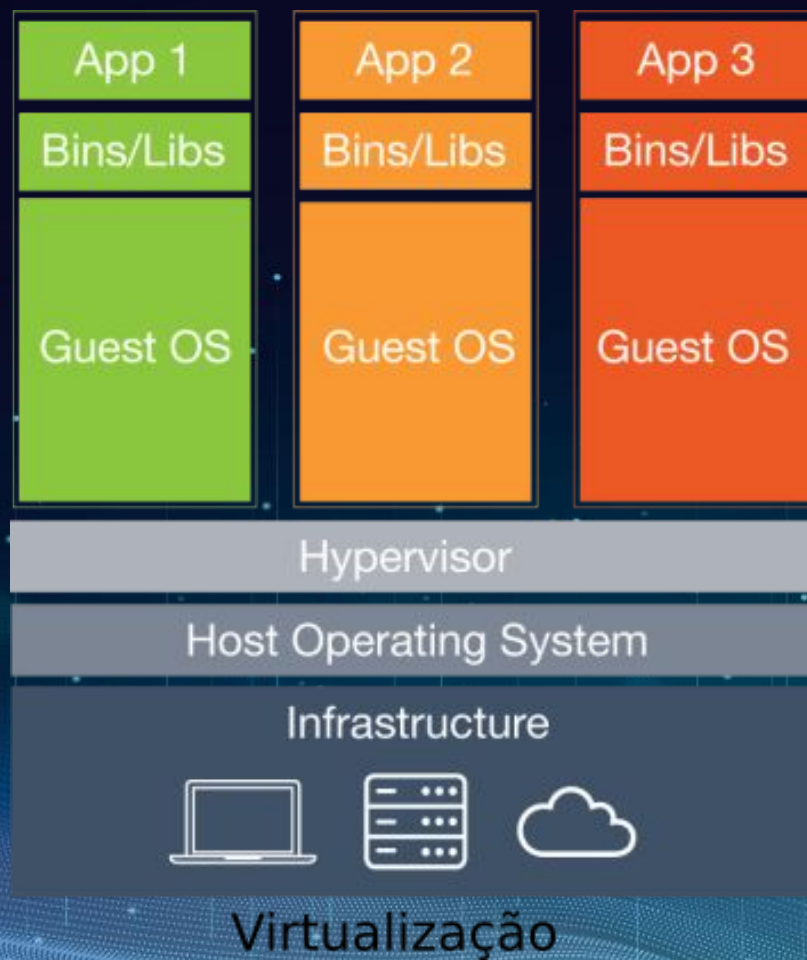 App 1
App 2
App 3
Bins/Libs
Bins/Libs
Bins/Libs
Guest OS
Guest OS
Guest OS
Hypervisor
Host Operating System
Infrastructure
Virtualização